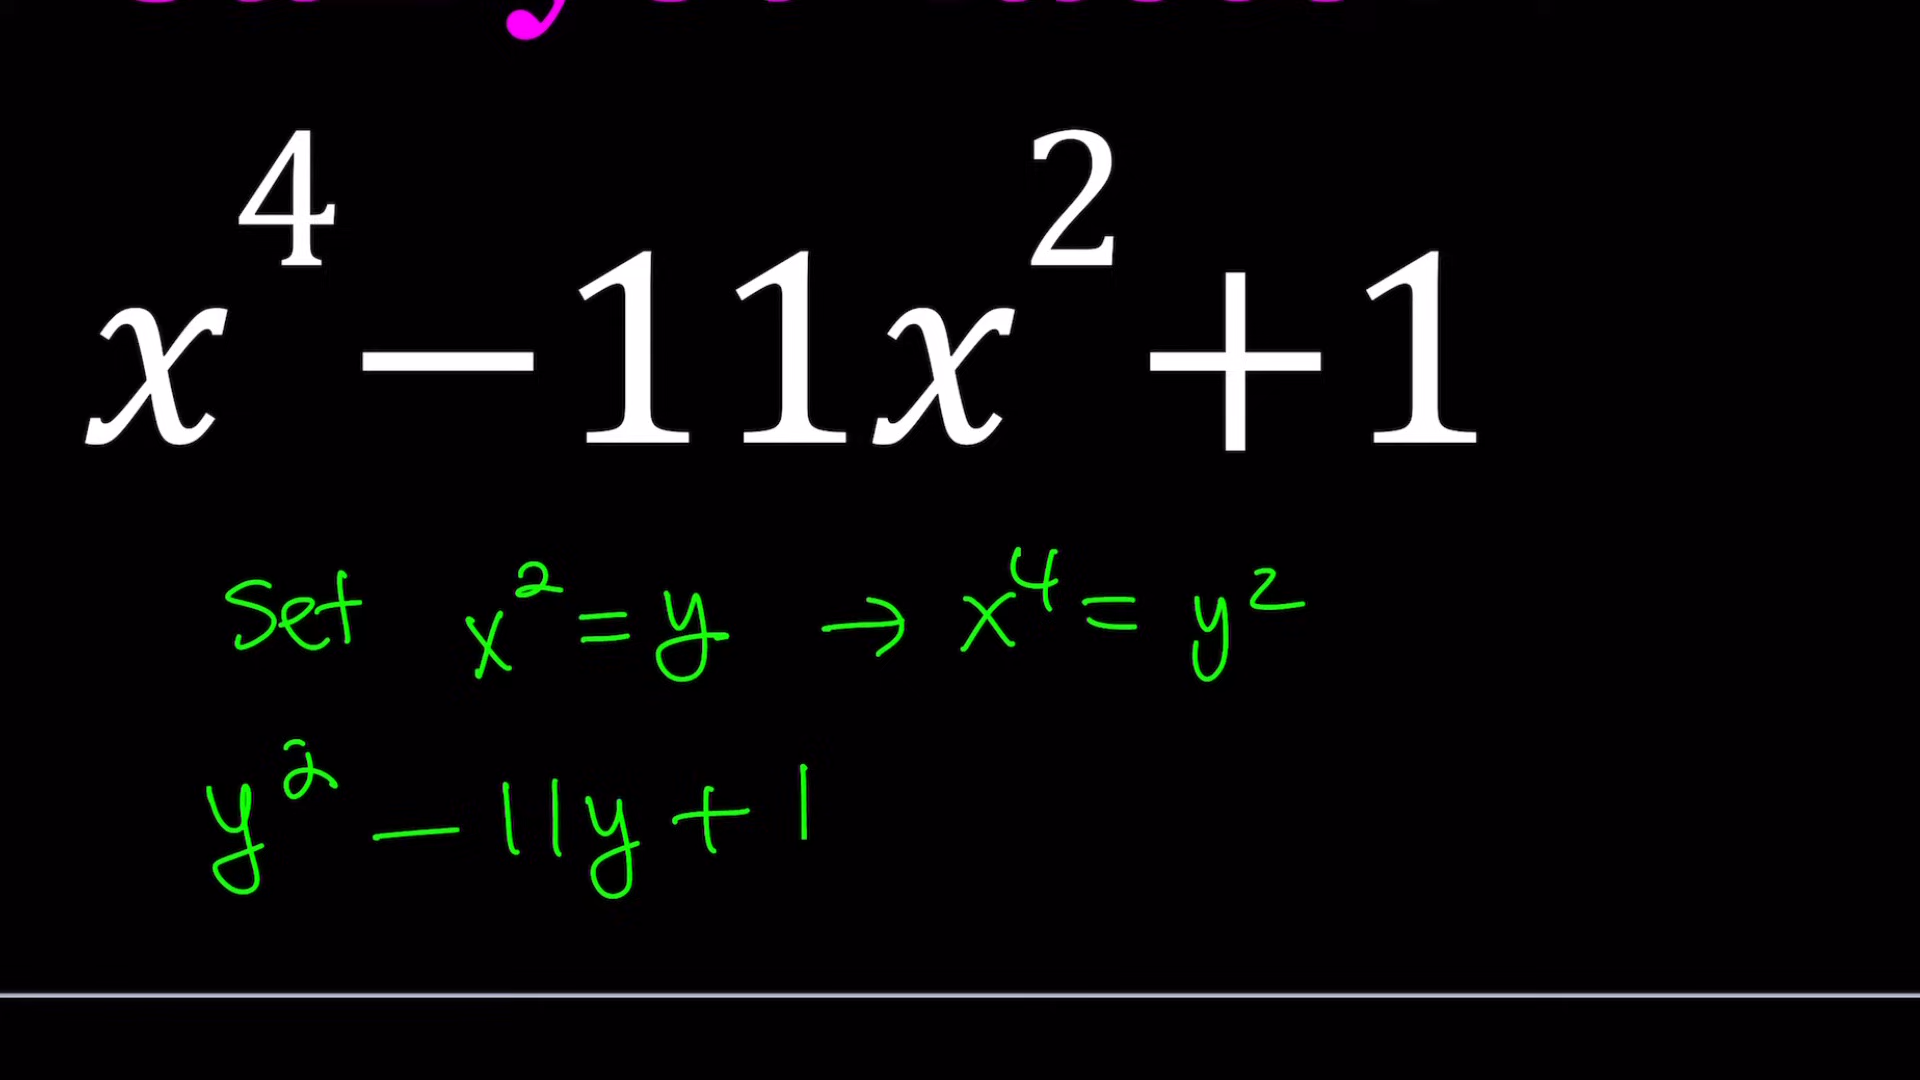 x⁴−11x²+1
Set x² = y → x⁴ = y²
y² − 11y + 1